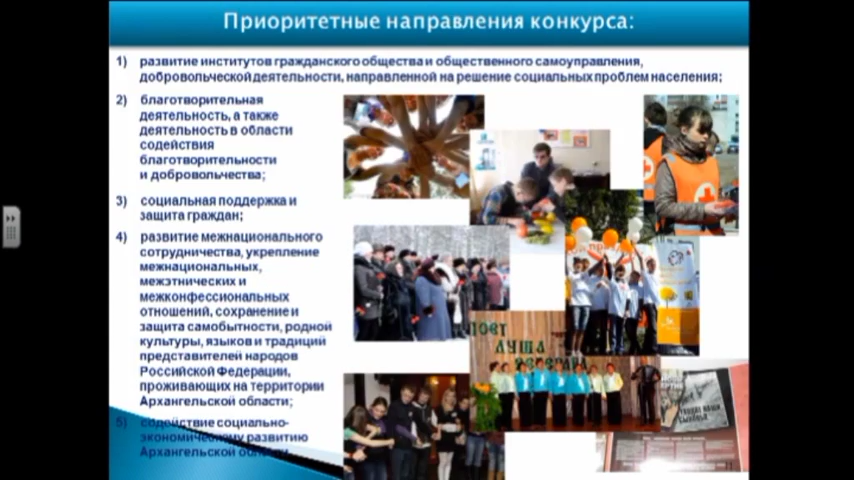 Приоритетные направления конкурса:
1) развитие институтов гражданского общества и общественного самоуправления,
добровольческой деятельности, направленной на решение социальных проблем населения;
2) благотворительная
деятельность, а также
деятельность в области
содействия
благотворительности
и добровольчества;
3) социальная поддержка и
защита граждан;
4) развитие межнационального
сотрудничества, укрепление
межнациональных,
межэтнических и
межконфессиональных
отношений, сохранение и
защита самобытности, родной
культуры, языков и традиций
представителей народов
Российской Федерации,
проживающих на территории
Архангельской области;
5) содействие социально-
экономическому развитию
Архангельской области
ПОЕТ
ДУША